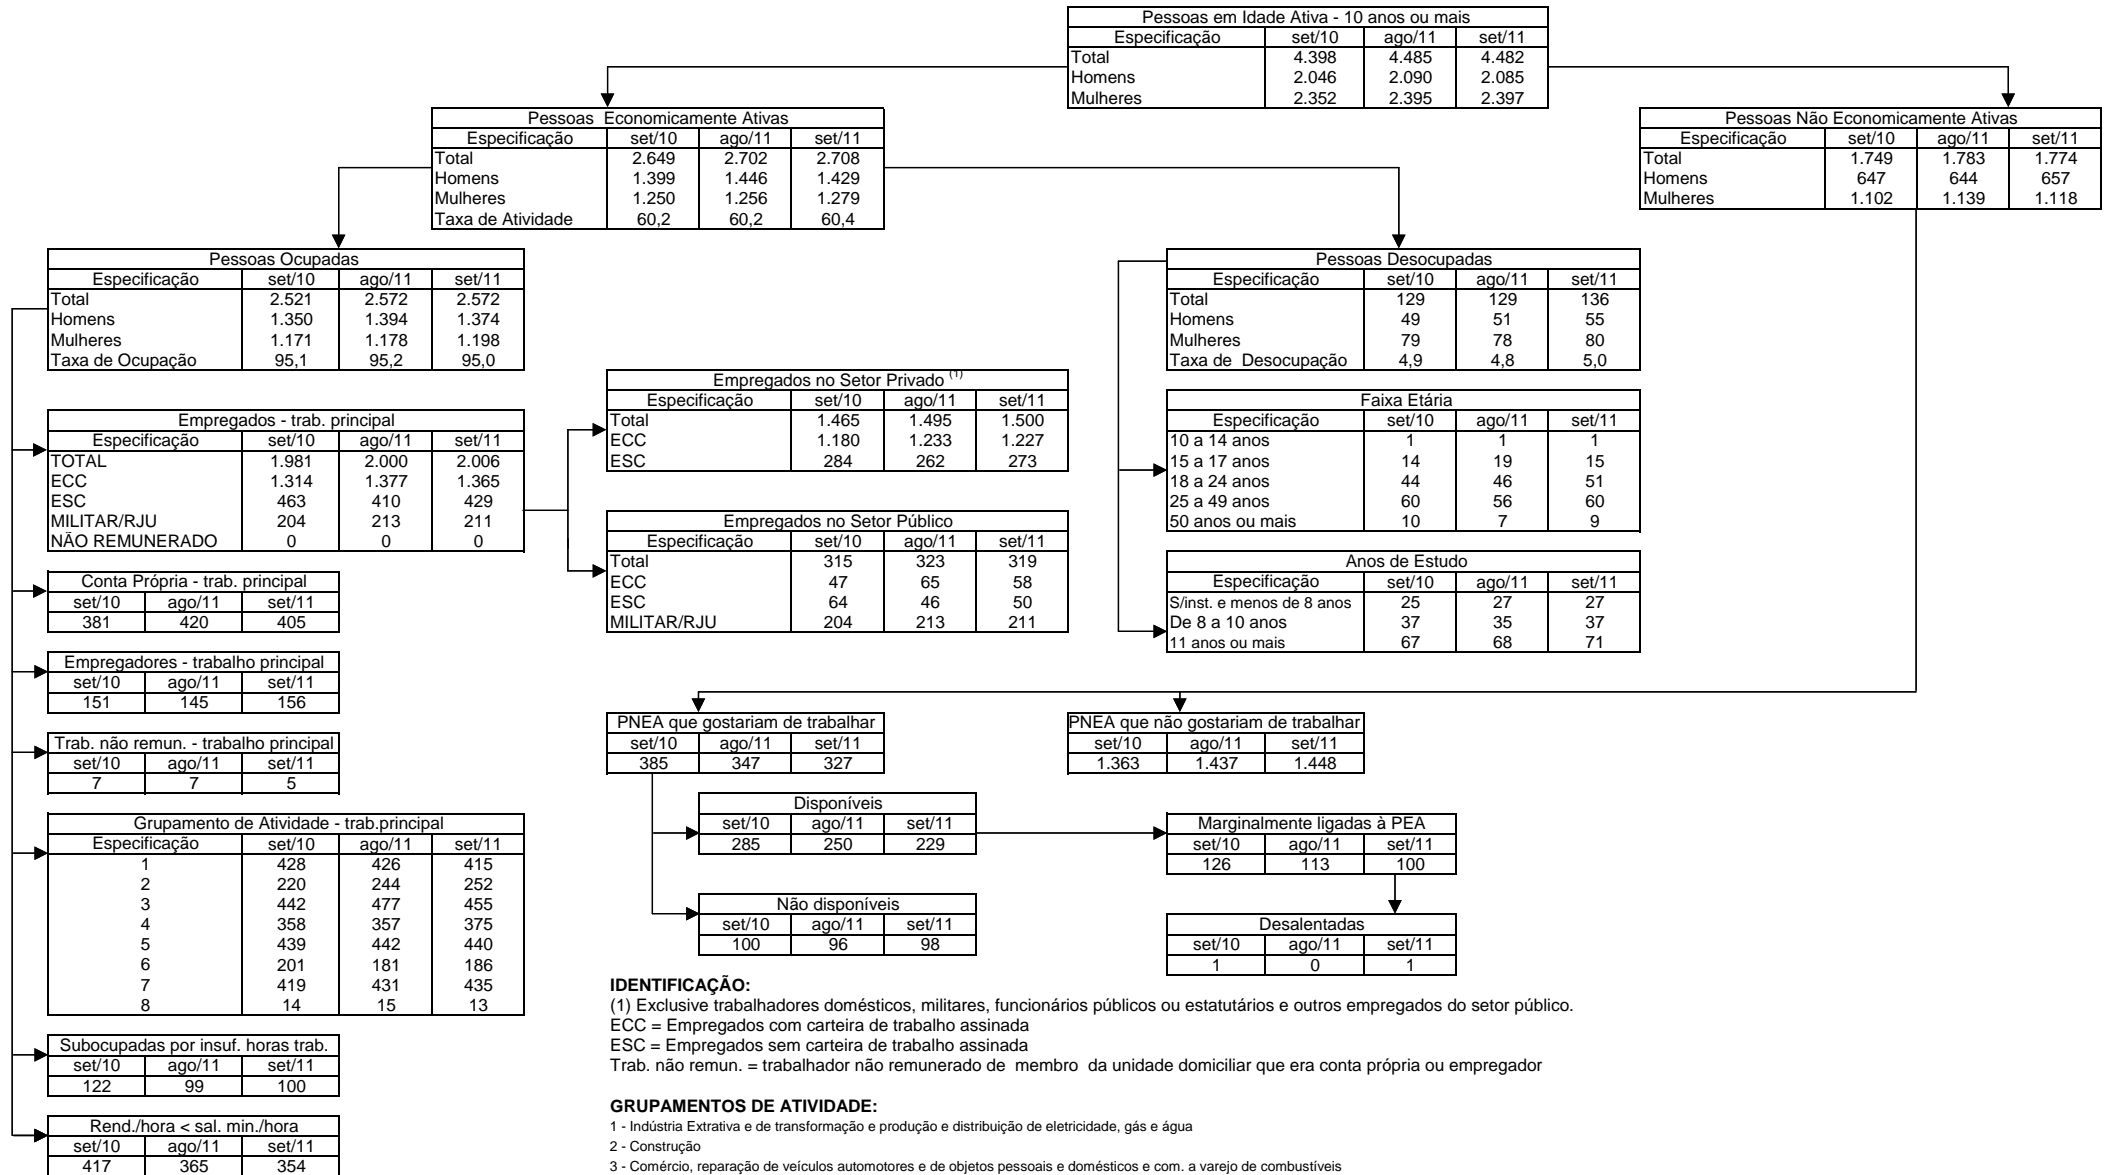 Pessoas em Idade Ativa - 10 anos ou mais
Especificação set/10 ago/11 set/11
Total 4.398 4.485 4.482
Homens 2.046 2.090 2.085
Mulheres 2.352 2.395 2.397
Pessoas Economicamente Ativas
Especificação set/10 ago/11 set/11
Total 2.649 2.702 2.708
Homens 1.399 1.446 1.429
Mulheres 1.250 1.256 1.279
Taxa de Atividade 60,2 60,2 60,4
Pessoas Não Economicamente Ativas
Especificação set/10 ago/11 set/11
Total 1.749 1.783 1.774
Homens 647 644 657
Mulheres 1.102 1.139 1.118
Pessoas Ocupadas
Especificação set/10 ago/11 set/11
Total 2.521 2.572 2.572
Homens 1.350 1.394 1.374
Mulheres 1.171 1.178 1.198
Taxa de Ocupação 95,1 95,2 95,0
Pessoas Desocupadas
Especificação set/10 ago/11 set/11
Total 129 129 136
Homens 49 51 55
Mulheres 79 78 80
Taxa de Desocupação 4,9 4,8 5,0
Empregados - trab. principal
Especificação set/10 ago/11 set/11
TOTAL 1.981 2.000 2.006
ECC 1.314 1.377 1.365
ESC 463 410 429
MILITAR/RJU 204 213 211
NÃO REMUNERADO 0 0 0
Empregados no Setor Privado (1)
Especificação set/10 ago/11 set/11
Total 1.465 1.495 1.500
ECC 1.180 1.233 1.227
ESC 284 262 273
Empregados no Setor Público
Especificação set/10 ago/11 set/11
Total 315 323 319
ECC 47 65 58
ESC 64 46 50
MILITAR/RJU 204 213 211
Faixa Etária
Especificação set/10 ago/11 set/11
10 a 14 anos 1 1 1
15 a 17 anos 14 19 15
18 a 24 anos 44 46 51
25 a 49 anos 60 56 60
50 anos ou mais 10 7 9
Anos de Estudo
Especificação set/10 ago/11 set/11
S/inst. e menos de 8 anos 25 27 27
De 8 a 10 anos 37 35 37
11 anos ou mais 67 68 71
Conta Própria - trab. principal
set/10 ago/11 set/11
381 420 405
Empregadores - trabalho principal
set/10 ago/11 set/11
151 145 156
Trab. não remun. - trabalho principal
set/10 ago/11 set/11
7 7 5
Grupamento de Atividade - trab.principal
Especificação set/10 ago/11 set/11
1 428 426 415
2 220 244 252
3 442 477 455
4 358 357 375
5 439 442 440
6 201 181 186
7 419 431 435
8 14 15 13
Subocupadas por insuf. horas trab.
set/10 ago/11 set/11
122 99 100
Rend./hora < sal. min./hora
set/10 ago/11 set/11
417 365 354
PNEA que gostariam de trabalhar
set/10 ago/11 set/11
385 347 327
PNEA que não gostariam de trabalhar
set/10 ago/11 set/11
1.363 1.437 1.448
Disponíveis
set/10 ago/11 set/11
285 250 229
Marginalmente ligadas à PEA
set/10 ago/11 set/11
126 113 100
Não disponíveis
set/10 ago/11 set/11
100 96 98
Desalentadas
set/10 ago/11 set/11
1 0 1
IDENTIFICAÇÃO:
(1) Exclusive trabalhadores domésticos, militares, funcionários públicos ou estatutários e outros empregados do setor público.
ECC = Empregados com carteira de trabalho assinada
ESC = Empregados sem carteira de trabalho assinada
Trab. não remun. = trabalhador não remunerado de membro da unidade domiciliar que era conta própria ou empregador
GRUPAMENTOS DE ATIVIDADE:
1 - Indústria Extrativa e de transformação e produção e distribuição de eletricidade, gás e água
2 - Construção
3 - Comércio, reparação de veículos automotores e de objetos pessoais e domésticos e com. a varejo de combustíveis